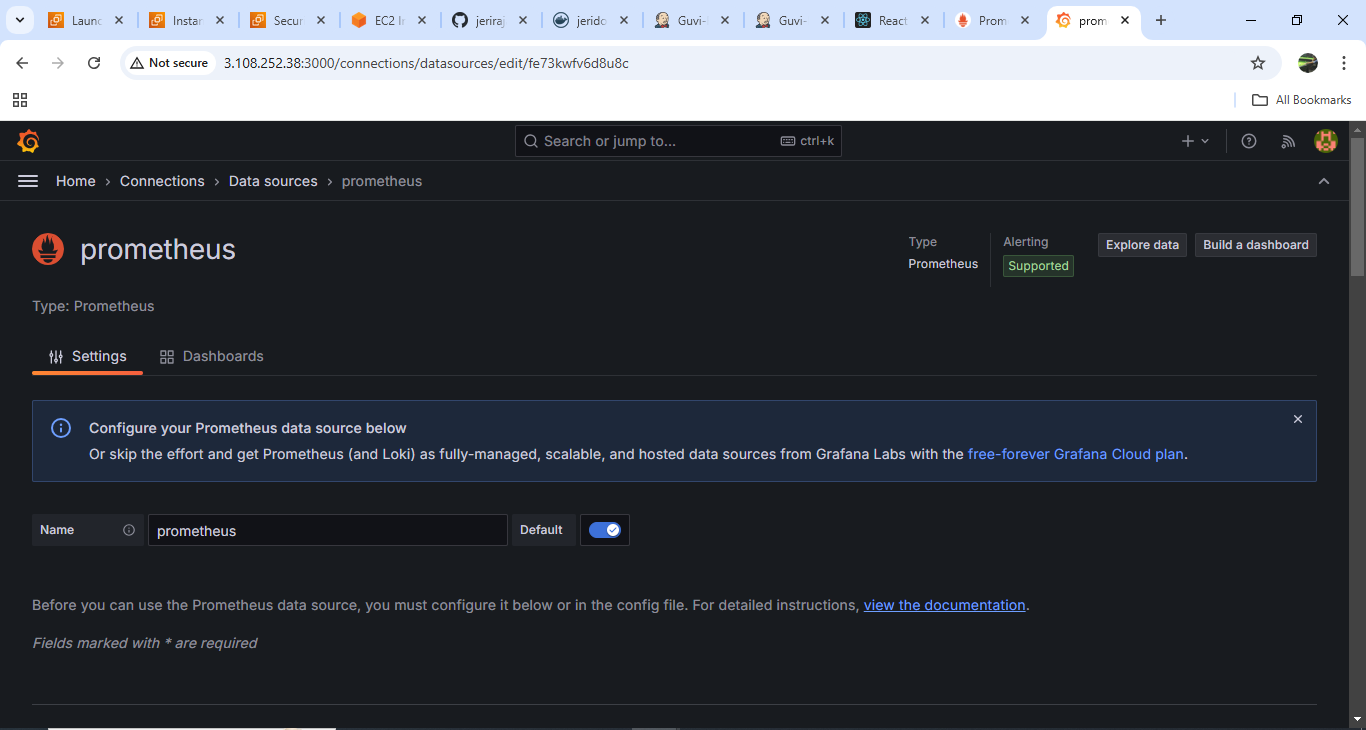 Launc
Instan
Secur
EC2 In
jeriraj
jerido
Guvi-
Guvi-
React
Prom
prom
Not secure
3.108.252.38:3000/connections/datasources/edit/fe73kwfv6d8u8c
All Bookmarks
Search or jump to...
ctrl+k
Home › Connections › Data sources › prometheus
prometheus
Type
Prometheus
Alerting
Supported
Explore data
Build a dashboard
Type: Prometheus
Settings
Dashboards
Configure your Prometheus data source below
Or skip the effort and get Prometheus (and Loki) as fully-managed, scalable, and hosted data sources from Grafana Labs with the free-forever Grafana Cloud plan.
Name
prometheus
Default
Before you can use the Prometheus data source, you must configure it below or in the config file. For detailed instructions, view the documentation.
Fields marked with * are required